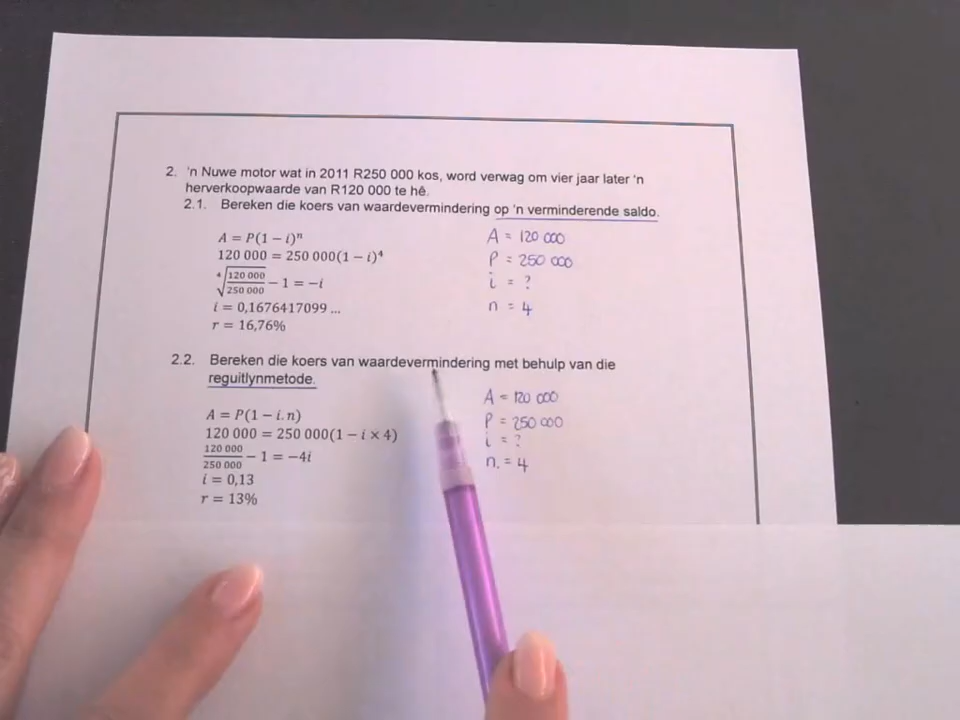 2. 'n Nuwe motor wat in 2011 R250 000 kos, word verwag om vier jaar later 'n
herverkoopwaarde van R120 000 te hê.
2.1. Bereken die koers van waardevermindering op 'n verminderende saldo.
A = P(1 − i)ⁿ
A = 120 000
120 000 = 250 000(1 − i)⁴
P = 250 000
⁴√(120 000/250 000) − 1 = −i
i = ?
i = 0,1676417099 ...
n = 4
r = 16,76%
2.2. Bereken die koers van waardevermindering met behulp van die
reguitlynmetode.
A = 120 000
A = P(1 − i.n)
P = 250 000
120 000 = 250 000(1 − i × 4)
i = ?
120 000/250 000 − 1 = −4i
n. = 4
i = 0,13
r = 13%